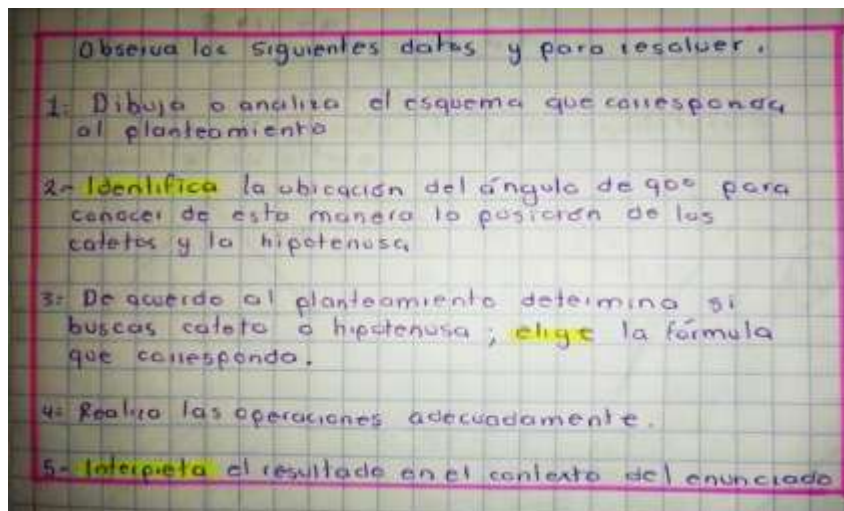 Observa los siguientes datos y para resolver.
1- Dibuja o analiza el esquema que corresponda
al planteamiento
2- Identifica la ubicación del ángulo de 90° para
conocer de esta manera la posición de los
catetos y la hipotenusa
3- De acuerdo al planteamiento determina si
buscas cateto o hipotenusa; elige la fórmula
que corresponda.
4- Realiza las operaciones adecuadamente.
5- Interpreta el resultado en el contexto del enunciado